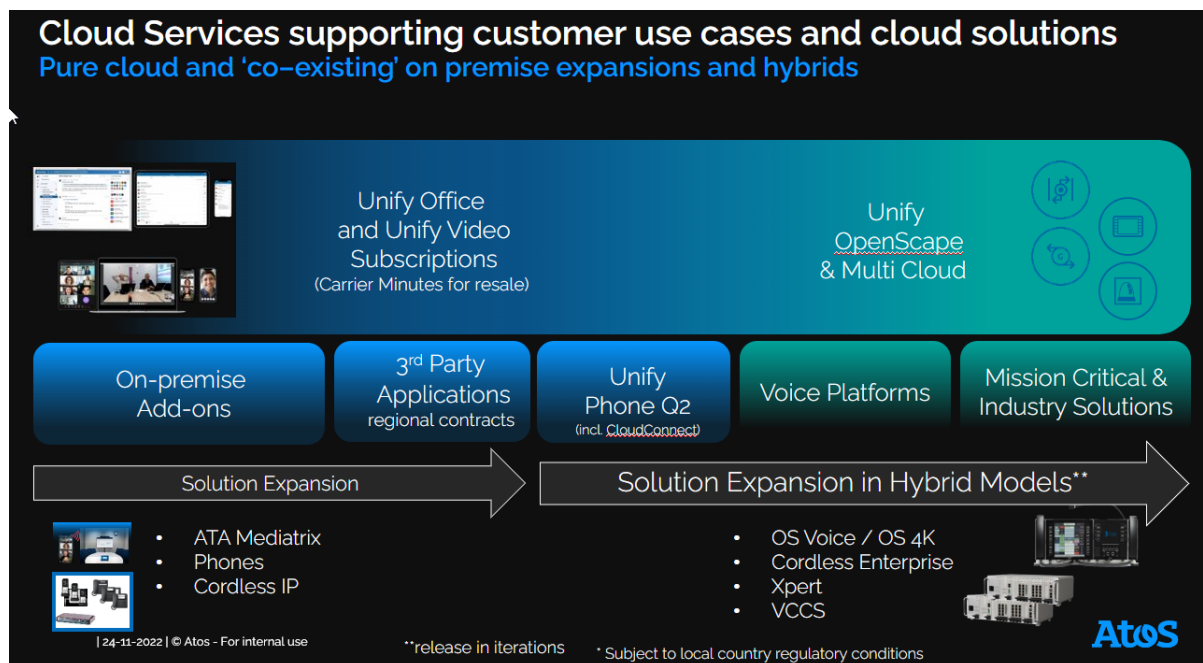 Cloud Services supporting customer use cases and cloud solutions
Pure cloud and ‘co–existing’ on premise expansions and hybrids
Unify Office
and Unify Video
Subscriptions
(Carrier Minutes for resale)
Unify
OpenScape
& Multi Cloud
On-premise
Add-ons
3rd Party
Applications
regional contracts
Unify
Phone Q2
(incl. CloudConnect)
Voice Platforms
Mission Critical &
Industry Solutions
Solution Expansion
Solution Expansion in Hybrid Models**
• ATA Mediatrix
• Phones
• Cordless IP
• OS Voice / OS 4K
• Cordless Enterprise
• Xpert
• VCCS
| 24-11-2022 | © Atos - For internal use
**release in iterations
* Subject to local country regulatory conditions
Atos